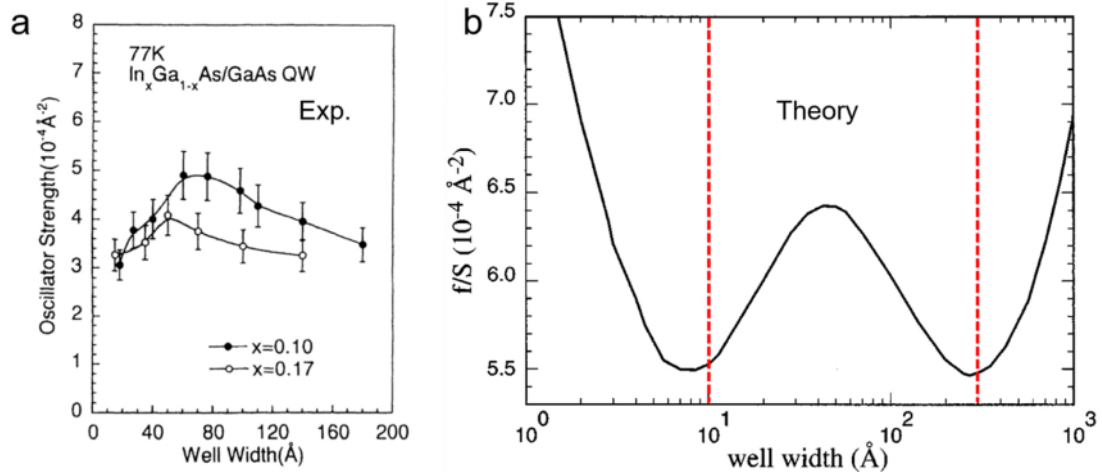 a
77K
InxGa1-xAs/GaAs QW
Exp.
Oscillator Strength(10-4Å-2)
8
7
6
5
4
3
2
1
0
x=0.10
x=0.17
0 40 80 120 160 200
Well Width(Å)
b
Theory
f/S (10-4 Å-2)
7.5
7.0
6.5
6.0
5.5
100 101 102 103
well width (Å)